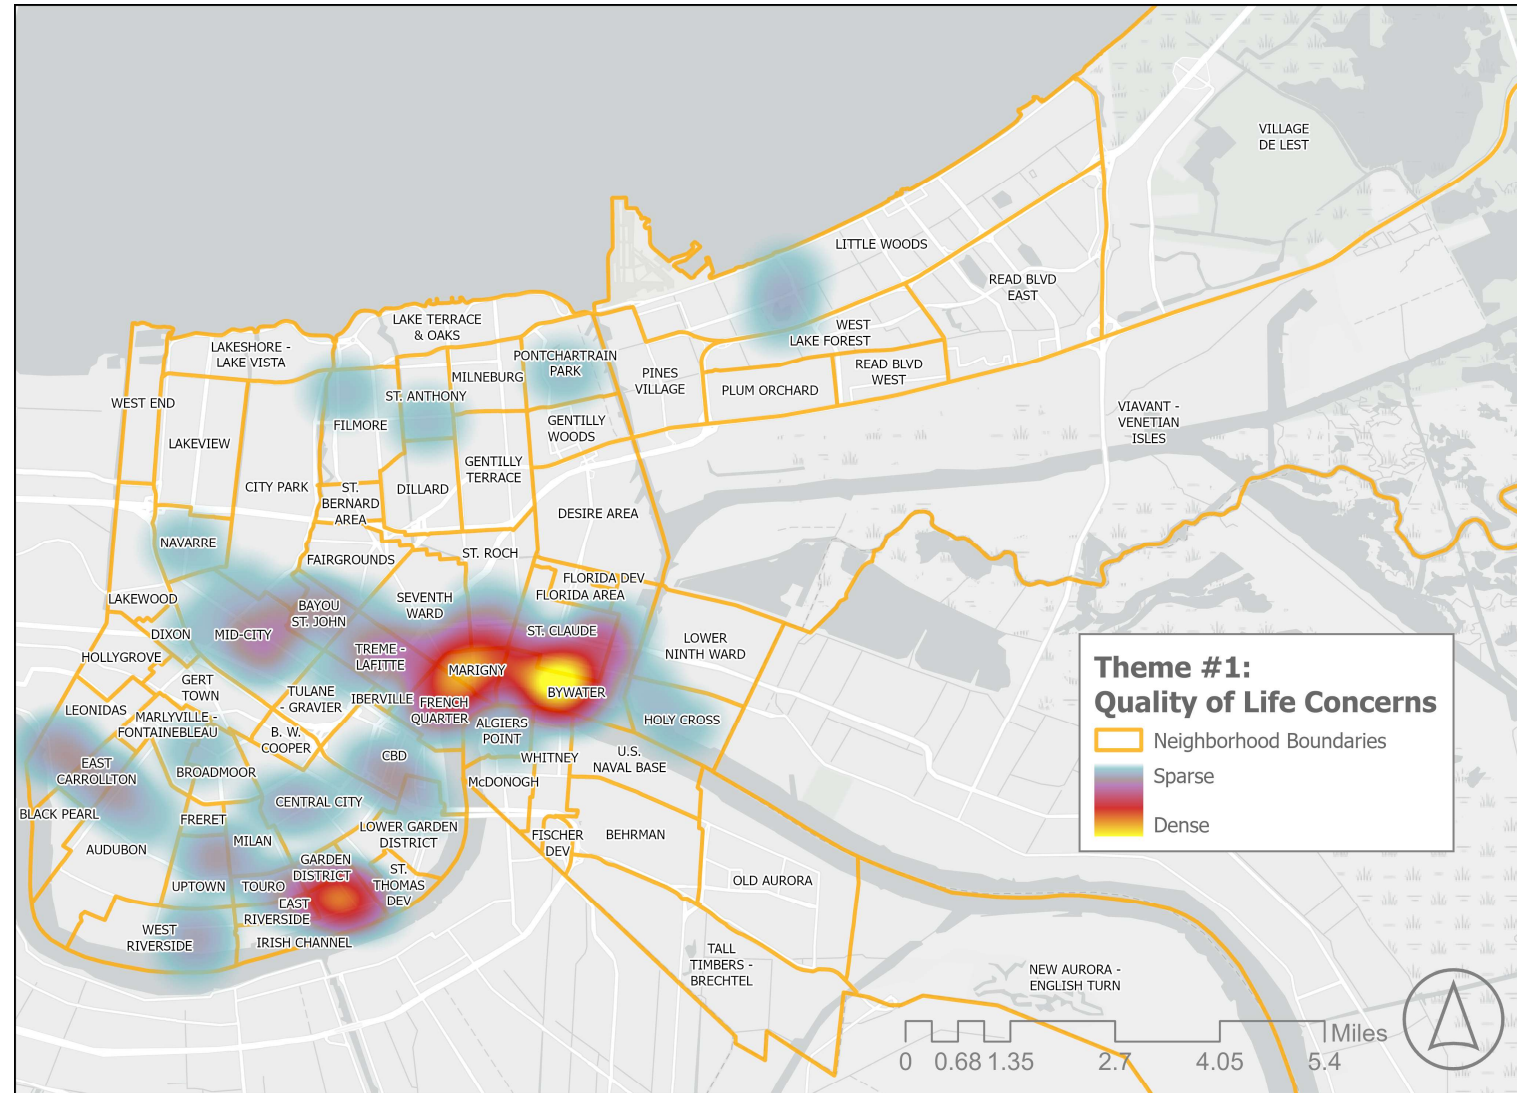 VILLAGE
DE LEST
LITTLE WOODS
READ BLVD
EAST
LAKE TERRACE
& OAKS
WEST
LAKE FOREST
LAKESHORE -
LAKE VISTA
PONTCHARTRAIN
PARK
MILNEBURG
PINES
VILLAGE
READ BLVD
WEST
PLUM ORCHARD
ST. ANTHONY
WEST END
VIAVANT -
VENETIAN
ISLES
FILMORE
GENTILLY
WOODS
LAKEVIEW
GENTILLY
TERRACE
CITY PARK
ST.
BERNARD
AREA
DILLARD
DESIRE AREA
NAVARRE
FAIRGROUNDS
ST. ROCH
FLORIDA DEV
FLORIDA AREA
LAKEWOOD
BAYOU
ST. JOHN
SEVENTH
WARD
DIXON
MID-CITY
ST. CLAUDE
LOWER
NINTH WARD
HOLLYGROVE
TREME -
LAFITTE
MARIGNY
GERT
TOWN
TULANE
- GRAVIER
IBERVILLE
FRENCH
QUARTER
BYWATER
LEONIDAS
MARLYVILLE -
FONTAINEBLEAU
B. W.
COOPER
ALGIERS
POINT
HOLY CROSS
EAST
CARROLLTON
BROADMOOR
CBD
WHITNEY
U.S.
NAVAL BASE
McDONOGH
BLACK PEARL
CENTRAL CITY
FRERET
MILAN
LOWER GARDEN
DISTRICT
FISCHER
DEV
BEHRMAN
AUDUBON
GARDEN
DISTRICT
ST.
THOMAS
DEV
UPTOWN
TOURO
OLD AURORA
EAST
RIVERSIDE
WEST
RIVERSIDE
IRISH CHANNEL
TALL
TIMBERS -
BRECHTEL
NEW AURORA -
ENGLISH TURN
Theme #1:
Quality of Life Concerns
Neighborhood Boundaries
Sparse
Dense
Miles
0 0.68 1.35 2.7 4.05 5.4